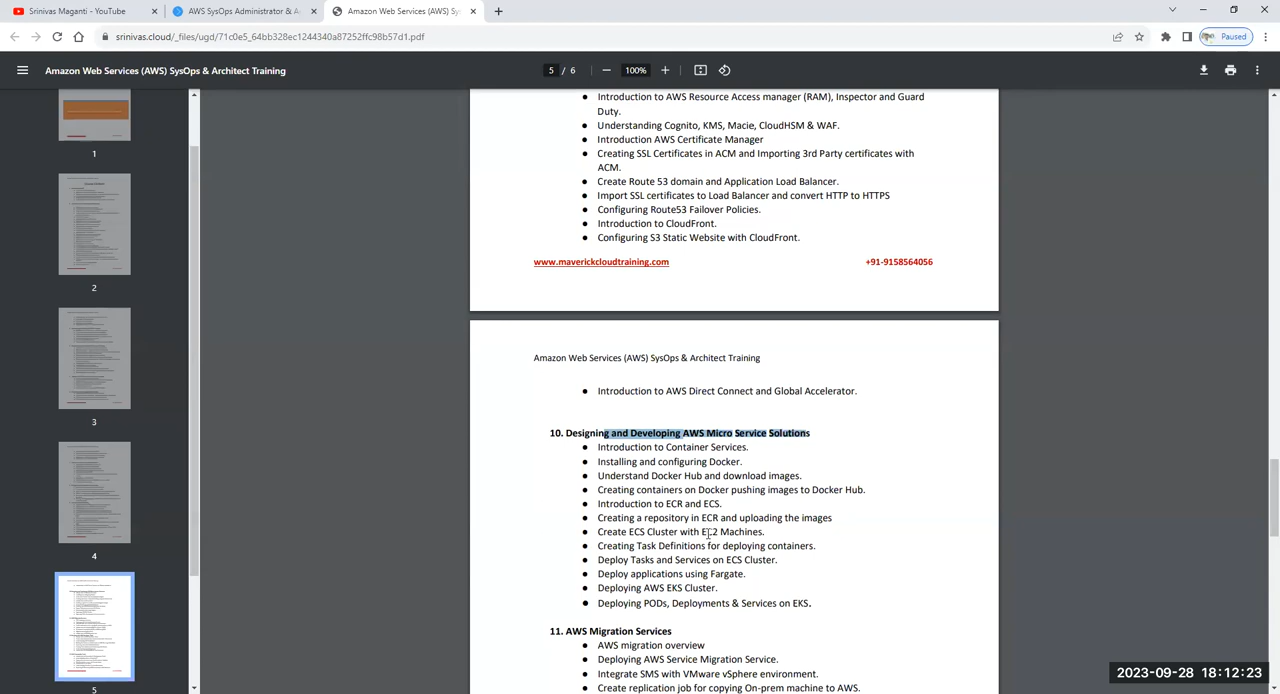 Srinivas Maganti - YouTube
AWS SysOps Administrator & A
Amazon Web Services (AWS) Sy
srinivas.cloud/_files/ugd/71c0e5_64bb328ec1244340a87252ffc98b57d1.pdf
Paused
Amazon Web Services (AWS) SysOps & Architect Training
5 / 6
100%
1
2
3
4
5
● Introduction to AWS Resource Access manager (RAM), Inspector and Guard
Duty.
● Understanding Cognito, KMS, Macie, CloudHSM & WAF.
● Introduction AWS Certificate Manager
● Creating SSL Certificates in ACM and Importing 3rd Party certificates with
ACM.
● Create Route 53 domain and Application Load Balancer.
● Import SSL certificates to Load Balancer and convert HTTP to HTTPS
● Configuring Route53 Failover Policies.
● Introduction to CloudFront.
● Configuring S3 Static Website with CloudFront.
www.maverickcloudtraining.com +91-9158564056
Amazon Web Services (AWS) SysOps & Architect Training
● Introduction to AWS Direct Connect and Global Accelerator.
10. Designing and Developing AWS Micro Service Solutions
● Introduction to Container Services.
● Installing and configuring Docker.
● Understand Docker Hub and download images.
● Creating containers on Docker pushing images to Docker Hub.
● Introduction to ECR and ECS.
● Creating a repository in ECR and uploading the images
● Create ECS Cluster with EC2 Machines.
● Creating Task Definitions for deploying containers.
● Deploy Tasks and Services on ECS Cluster.
● Deploy applications using Fargate.
● Deploying AWS EKS Cluster.
● Deploying PODs, Deployments & Services on EKS.
11. AWS Migration Services
● AWS migration overview
● Deploying AWS Service Migration Service.
● Integrate SMS with VMware vSphere environment.
● Create replication job for copying On-prem machine to AWS.
2023-09-28 18:12:23